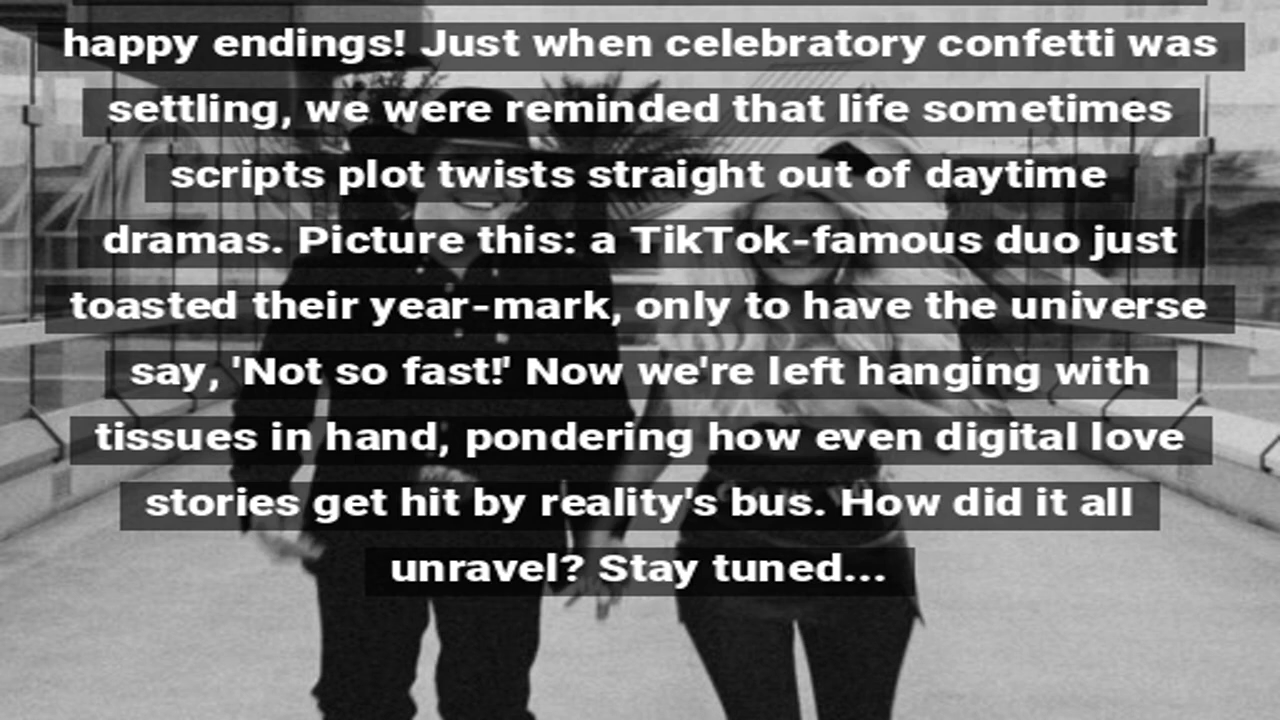 happy endings! Just when celebratory confetti was
settling, we were reminded that life sometimes
scripts plot twists straight out of daytime
dramas. Picture this: a TikTok-famous duo just
toasted their year-mark, only to have the universe
say, 'Not so fast!' Now we're left hanging with
tissues in hand, pondering how even digital love
stories get hit by reality's bus. How did it all
unravel? Stay tuned...